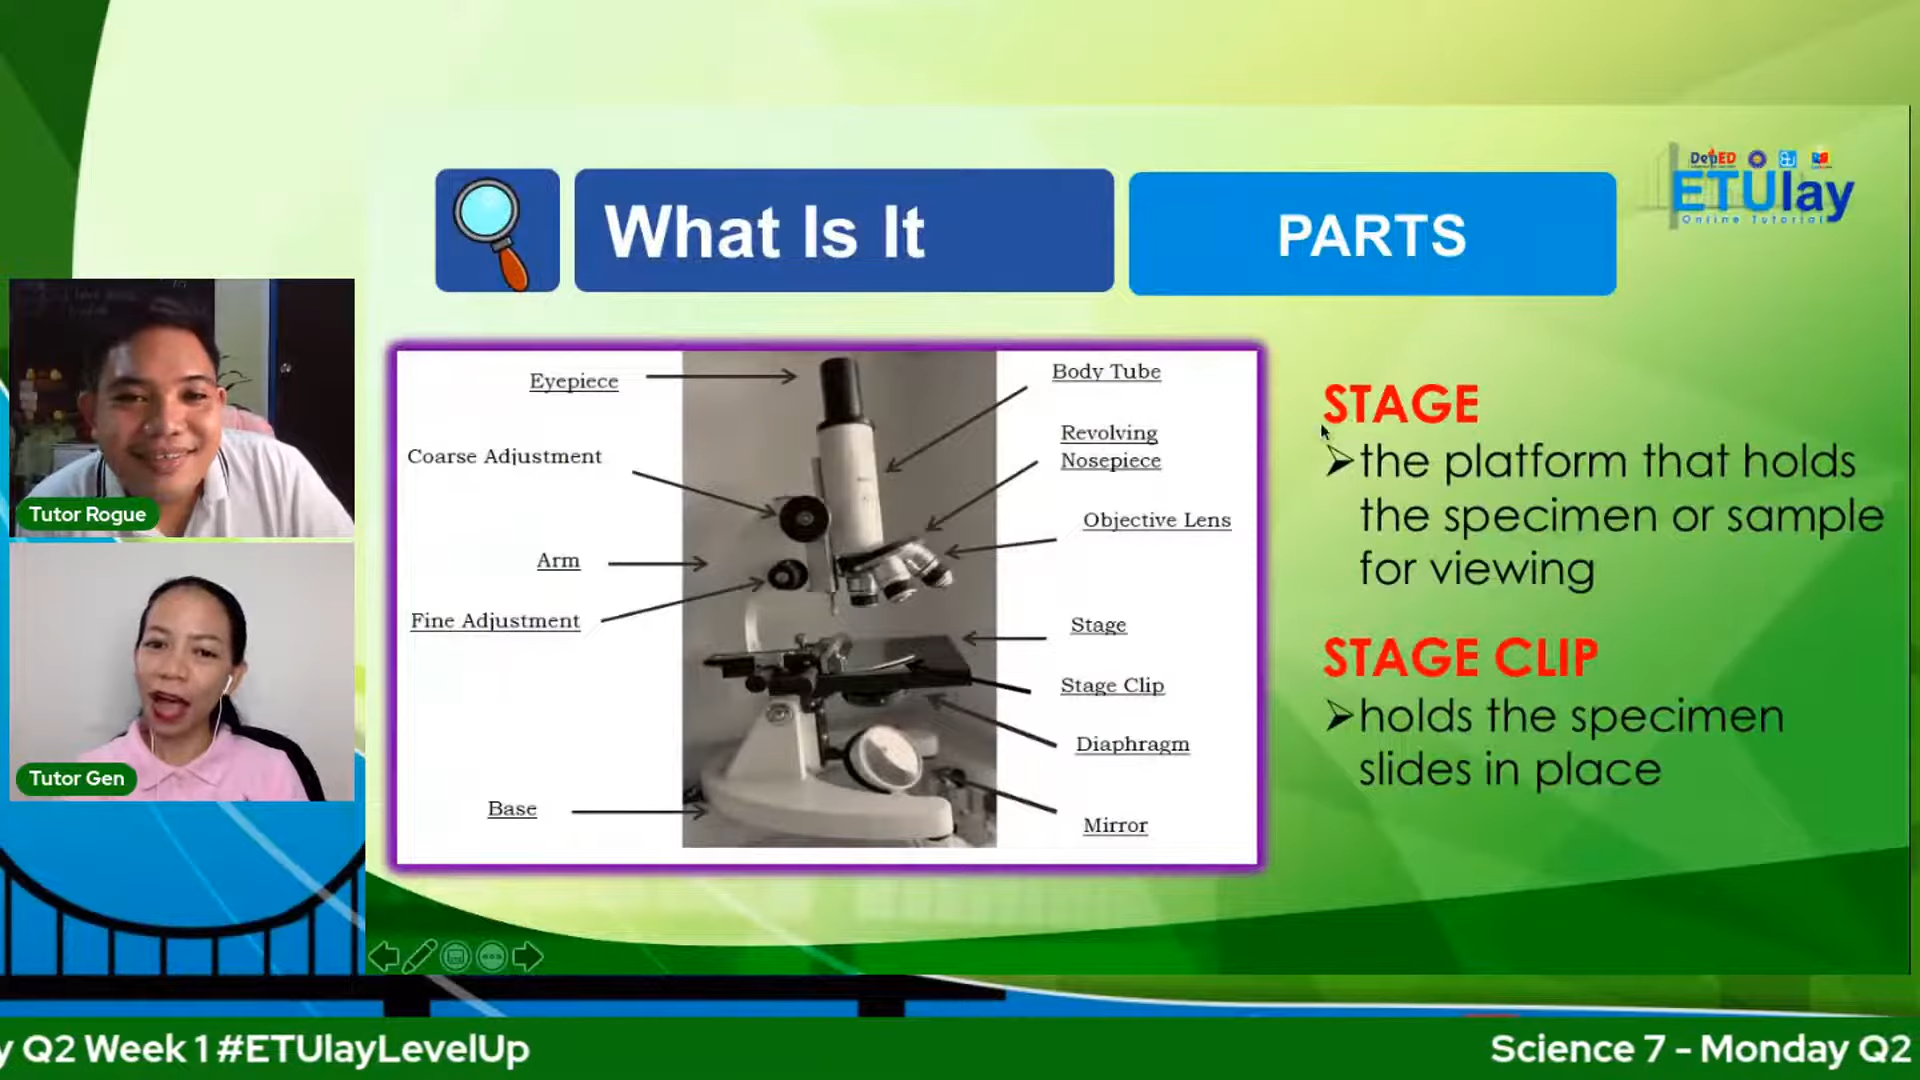 DepED
ETUlay
Online Tutorial
What Is It
PARTS
Eyepiece
Body Tube
Coarse Adjustment
Revolving
Nosepiece
Objective Lens
Arm
Fine Adjustment
Stage
Stage Clip
Diaphragm
Base
Mirror
STAGE
the platform that holds
the specimen or sample
for viewing
STAGE CLIP
holds the specimen
slides in place
Tutor Rogue
Tutor Gen
y Q2 Week 1 #ETUlayLevelUp
Science 7 - Monday Q2